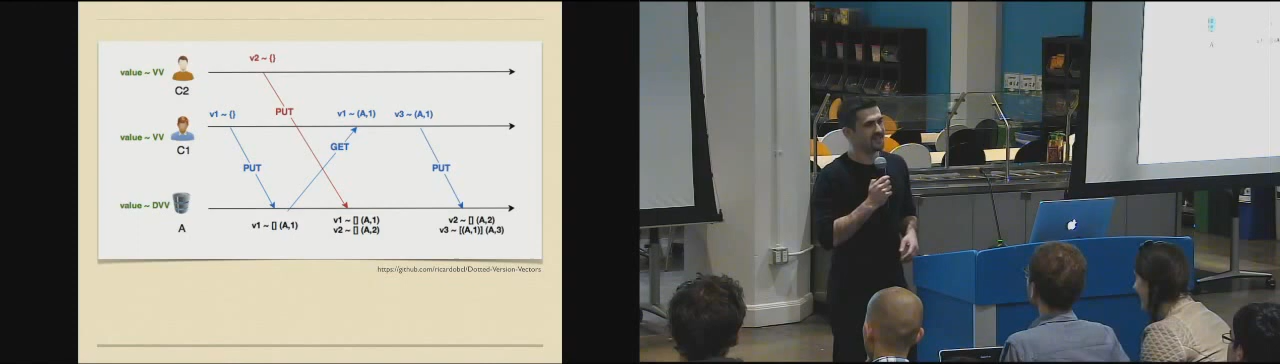 v2 ~ {}
value ~ VV
C2
PUT
v1 ~ {}
v1 ~ (A,1)
v3 ~ (A,1)
value ~ VV
C1
GET
PUT
PUT
value ~ DVV
A
v1 ~ [] (A,1)
v1 ~ [] (A,1)
v2 ~ [] (A,2)
v2 ~ [] (A,2)
v3 ~ [(A,1)] (A,3)
https://github.com/ricardobcl/Dotted-Version-Vectors
A